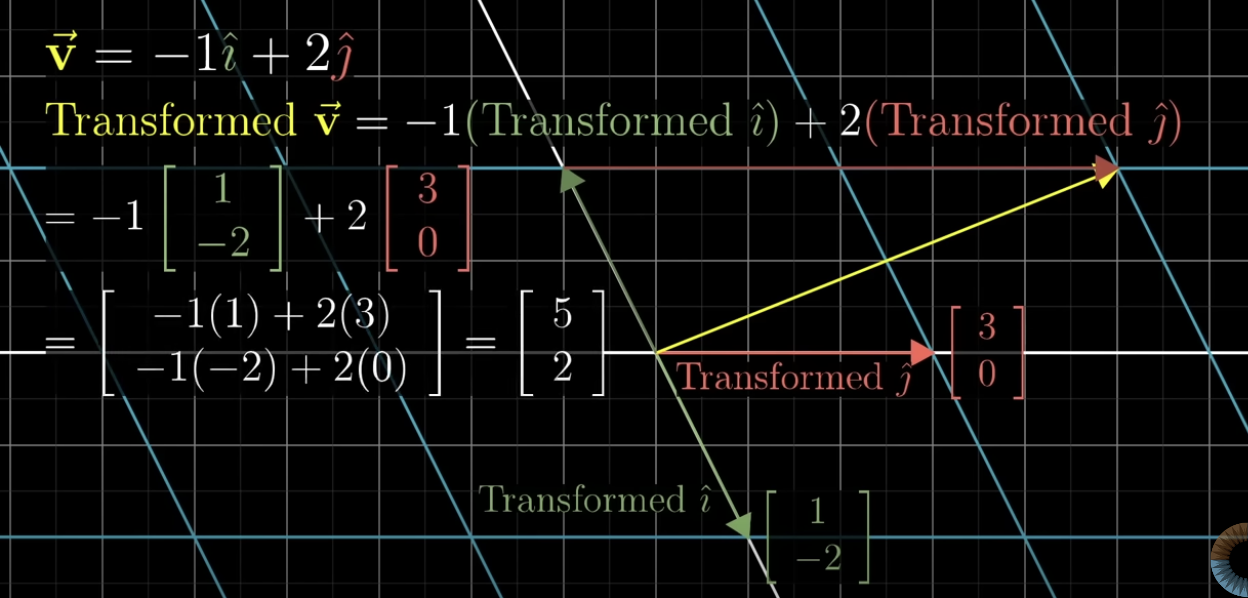 v⃗ = −1î + 2ĵ
Transformed v⃗ = −1(Transformed î) + 2(Transformed ĵ)
= −1 [ 1 −2 ] + 2 [ 3 0 ]
= [ −1(1) + 2(3) −1(−2) + 2(0) ] = [ 5 2 ]
Transformed ĵ [ 3 0 ]
Transformed î [ 1 −2 ]